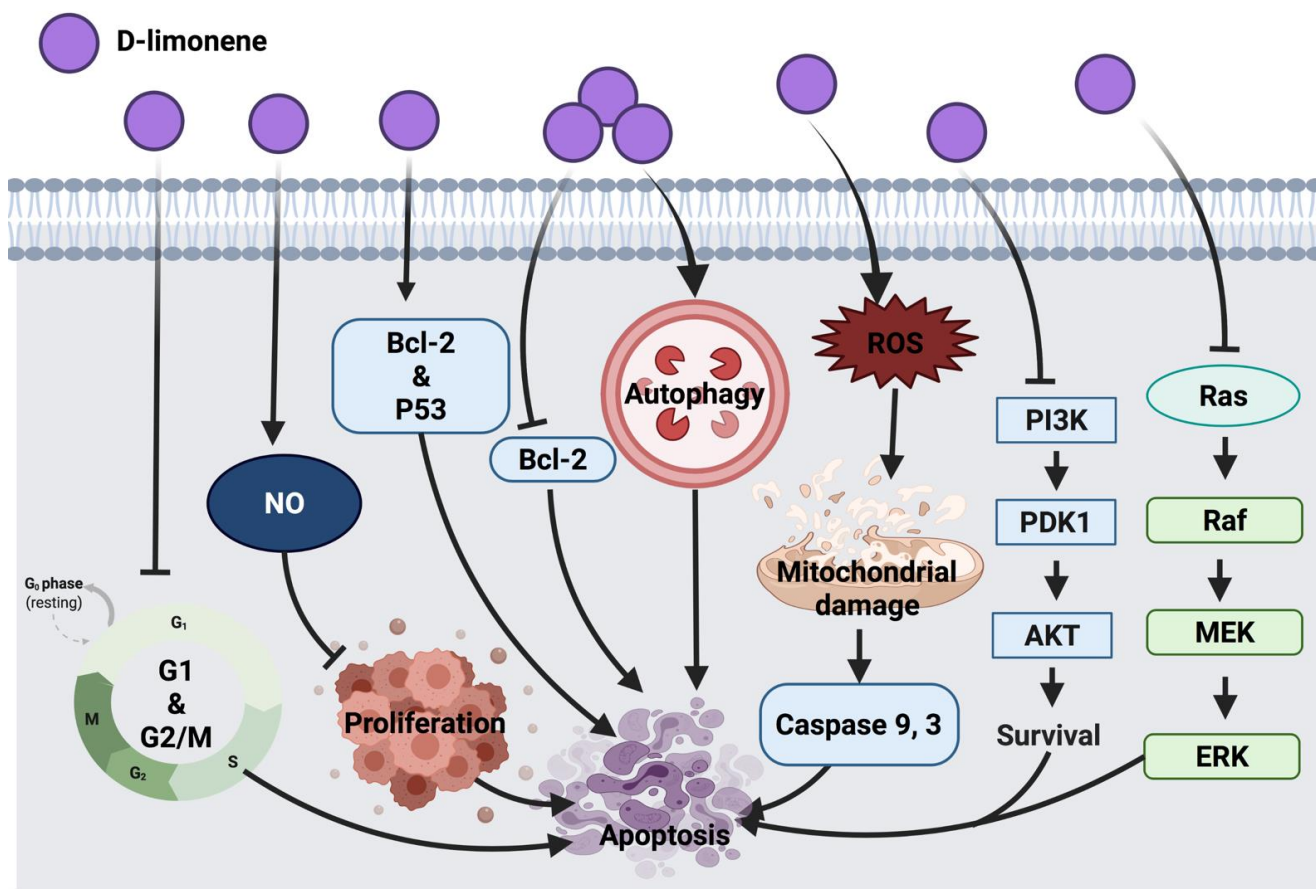 D-limonene
Bcl-2
&
P53
Bcl-2
Autophagy
ROS
PI3K
Ras
NO
PDK1
Raf
Mitochondrial
damage
G₀ phase
(resting)
G₁
G1
&
G2/M
M
G₂
S
AKT
MEK
Proliferation
Caspase 9, 3
Survival
ERK
Apoptosis